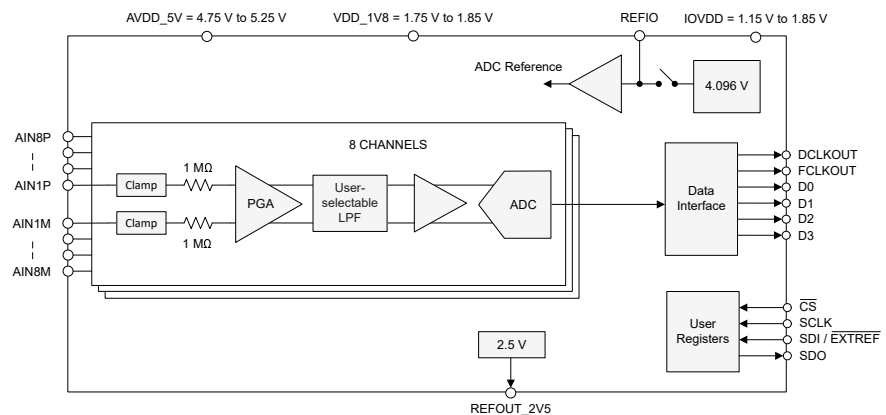 AVDD_5V = 4.75 V to 5.25 V
VDD_1V8 = 1.75 V to 1.85 V
REFIO
IOVDD = 1.15 V to 1.85 V
ADC Reference
4.096 V
8 CHANNELS
AIN8P
AIN1P
AIN1M
AIN8M
Clamp
1 MΩ
Clamp
1 MΩ
PGA
User-
selectable
LPF
ADC
Data
Interface
DCLKOUT
FCLKOUT
D0
D1
D2
D3
User
Registers
CS
SCLK
SDI / EXTREF
SDO
2.5 V
REFOUT_2V5